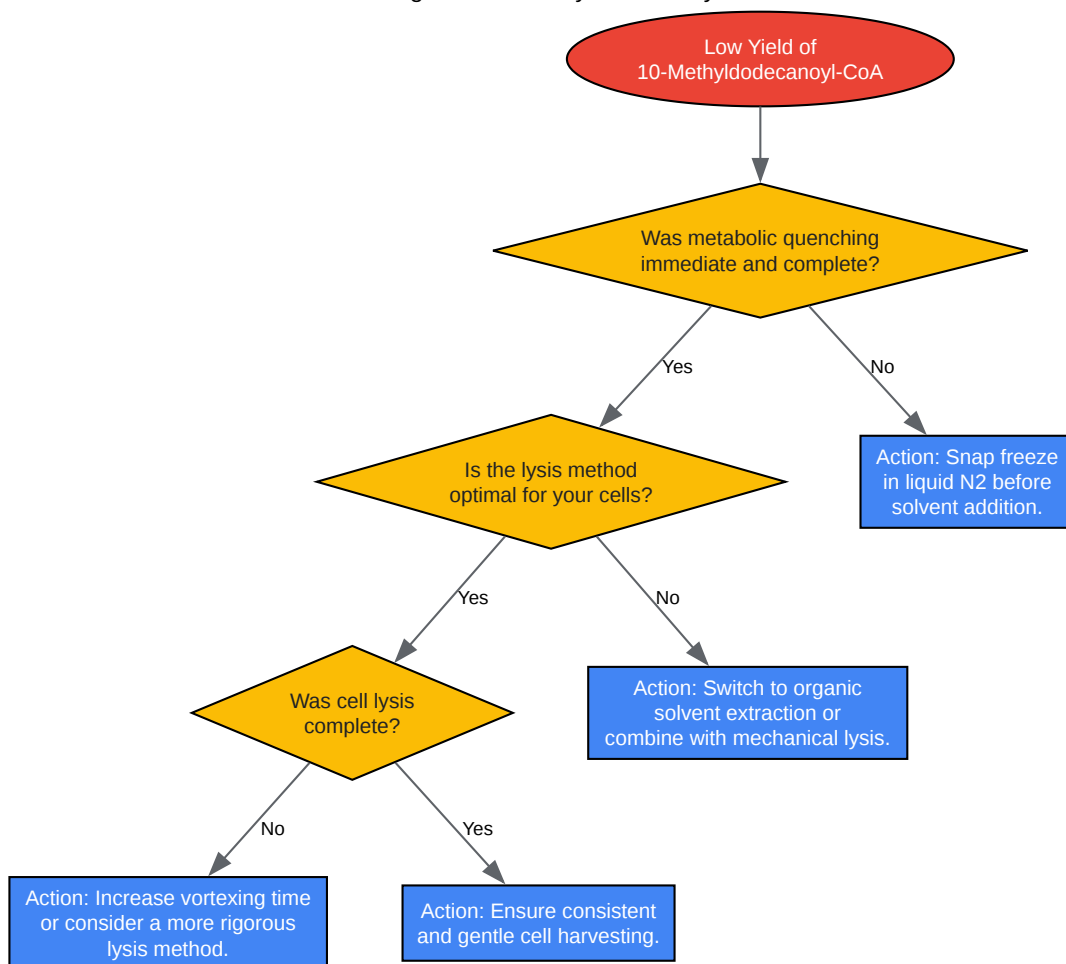 Low Yield of
10-Methyldodecanoyl-CoA
Was metabolic quenching
immediate and complete?
Yes
No
Is the lysis method
optimal for your cells?
Action: Snap freeze
in liquid N2 before
solvent addition.
Yes
No
Was cell lysis
complete?
Action: Switch to organic
solvent extraction or
combine with mechanical lysis.
No
Yes
Action: Increase vortexing time
or consider a more rigorous
lysis method.
Action: Ensure consistent
and gentle cell harvesting.